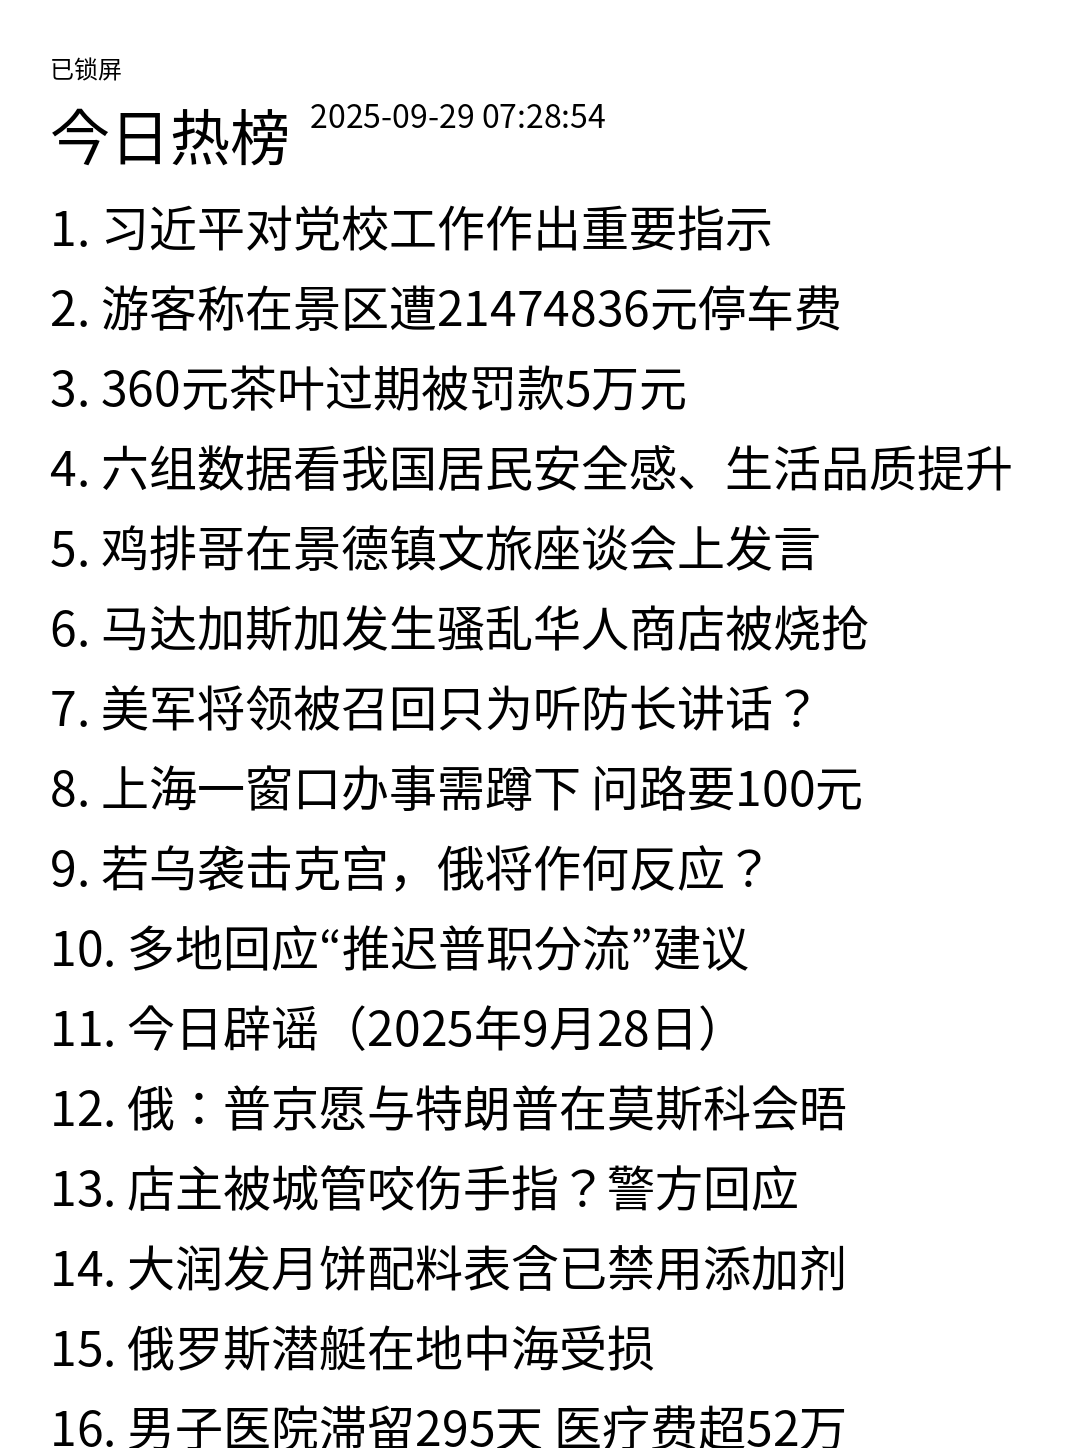 已锁屏
今日热榜 2025-09-29 07:28:54
1. 习近平对党校工作作出重要指示
2. 游客称在景区遭21474836元停车费
3. 360元茶叶过期被罚款5万元
4. 六组数据看我国居民安全感、生活品质提升
5. 鸡排哥在景德镇文旅座谈会上发言
6. 马达加斯加发生骚乱华人商店被烧抢
7. 美军将领被召回只为听防长讲话？
8. 上海一窗口办事需蹲下 问路要100元
9. 若乌袭击克宫，俄将作何反应？
10. 多地回应“推迟普职分流”建议
11. 今日辟谣（2025年9月28日）
12. 俄：普京愿与特朗普在莫斯科会晤
13. 店主被城管咬伤手指？警方回应
14. 大润发月饼配料表含已禁用添加剂
15. 俄罗斯潜艇在地中海受损
16. 男子医院滞留295天 医疗费超52万